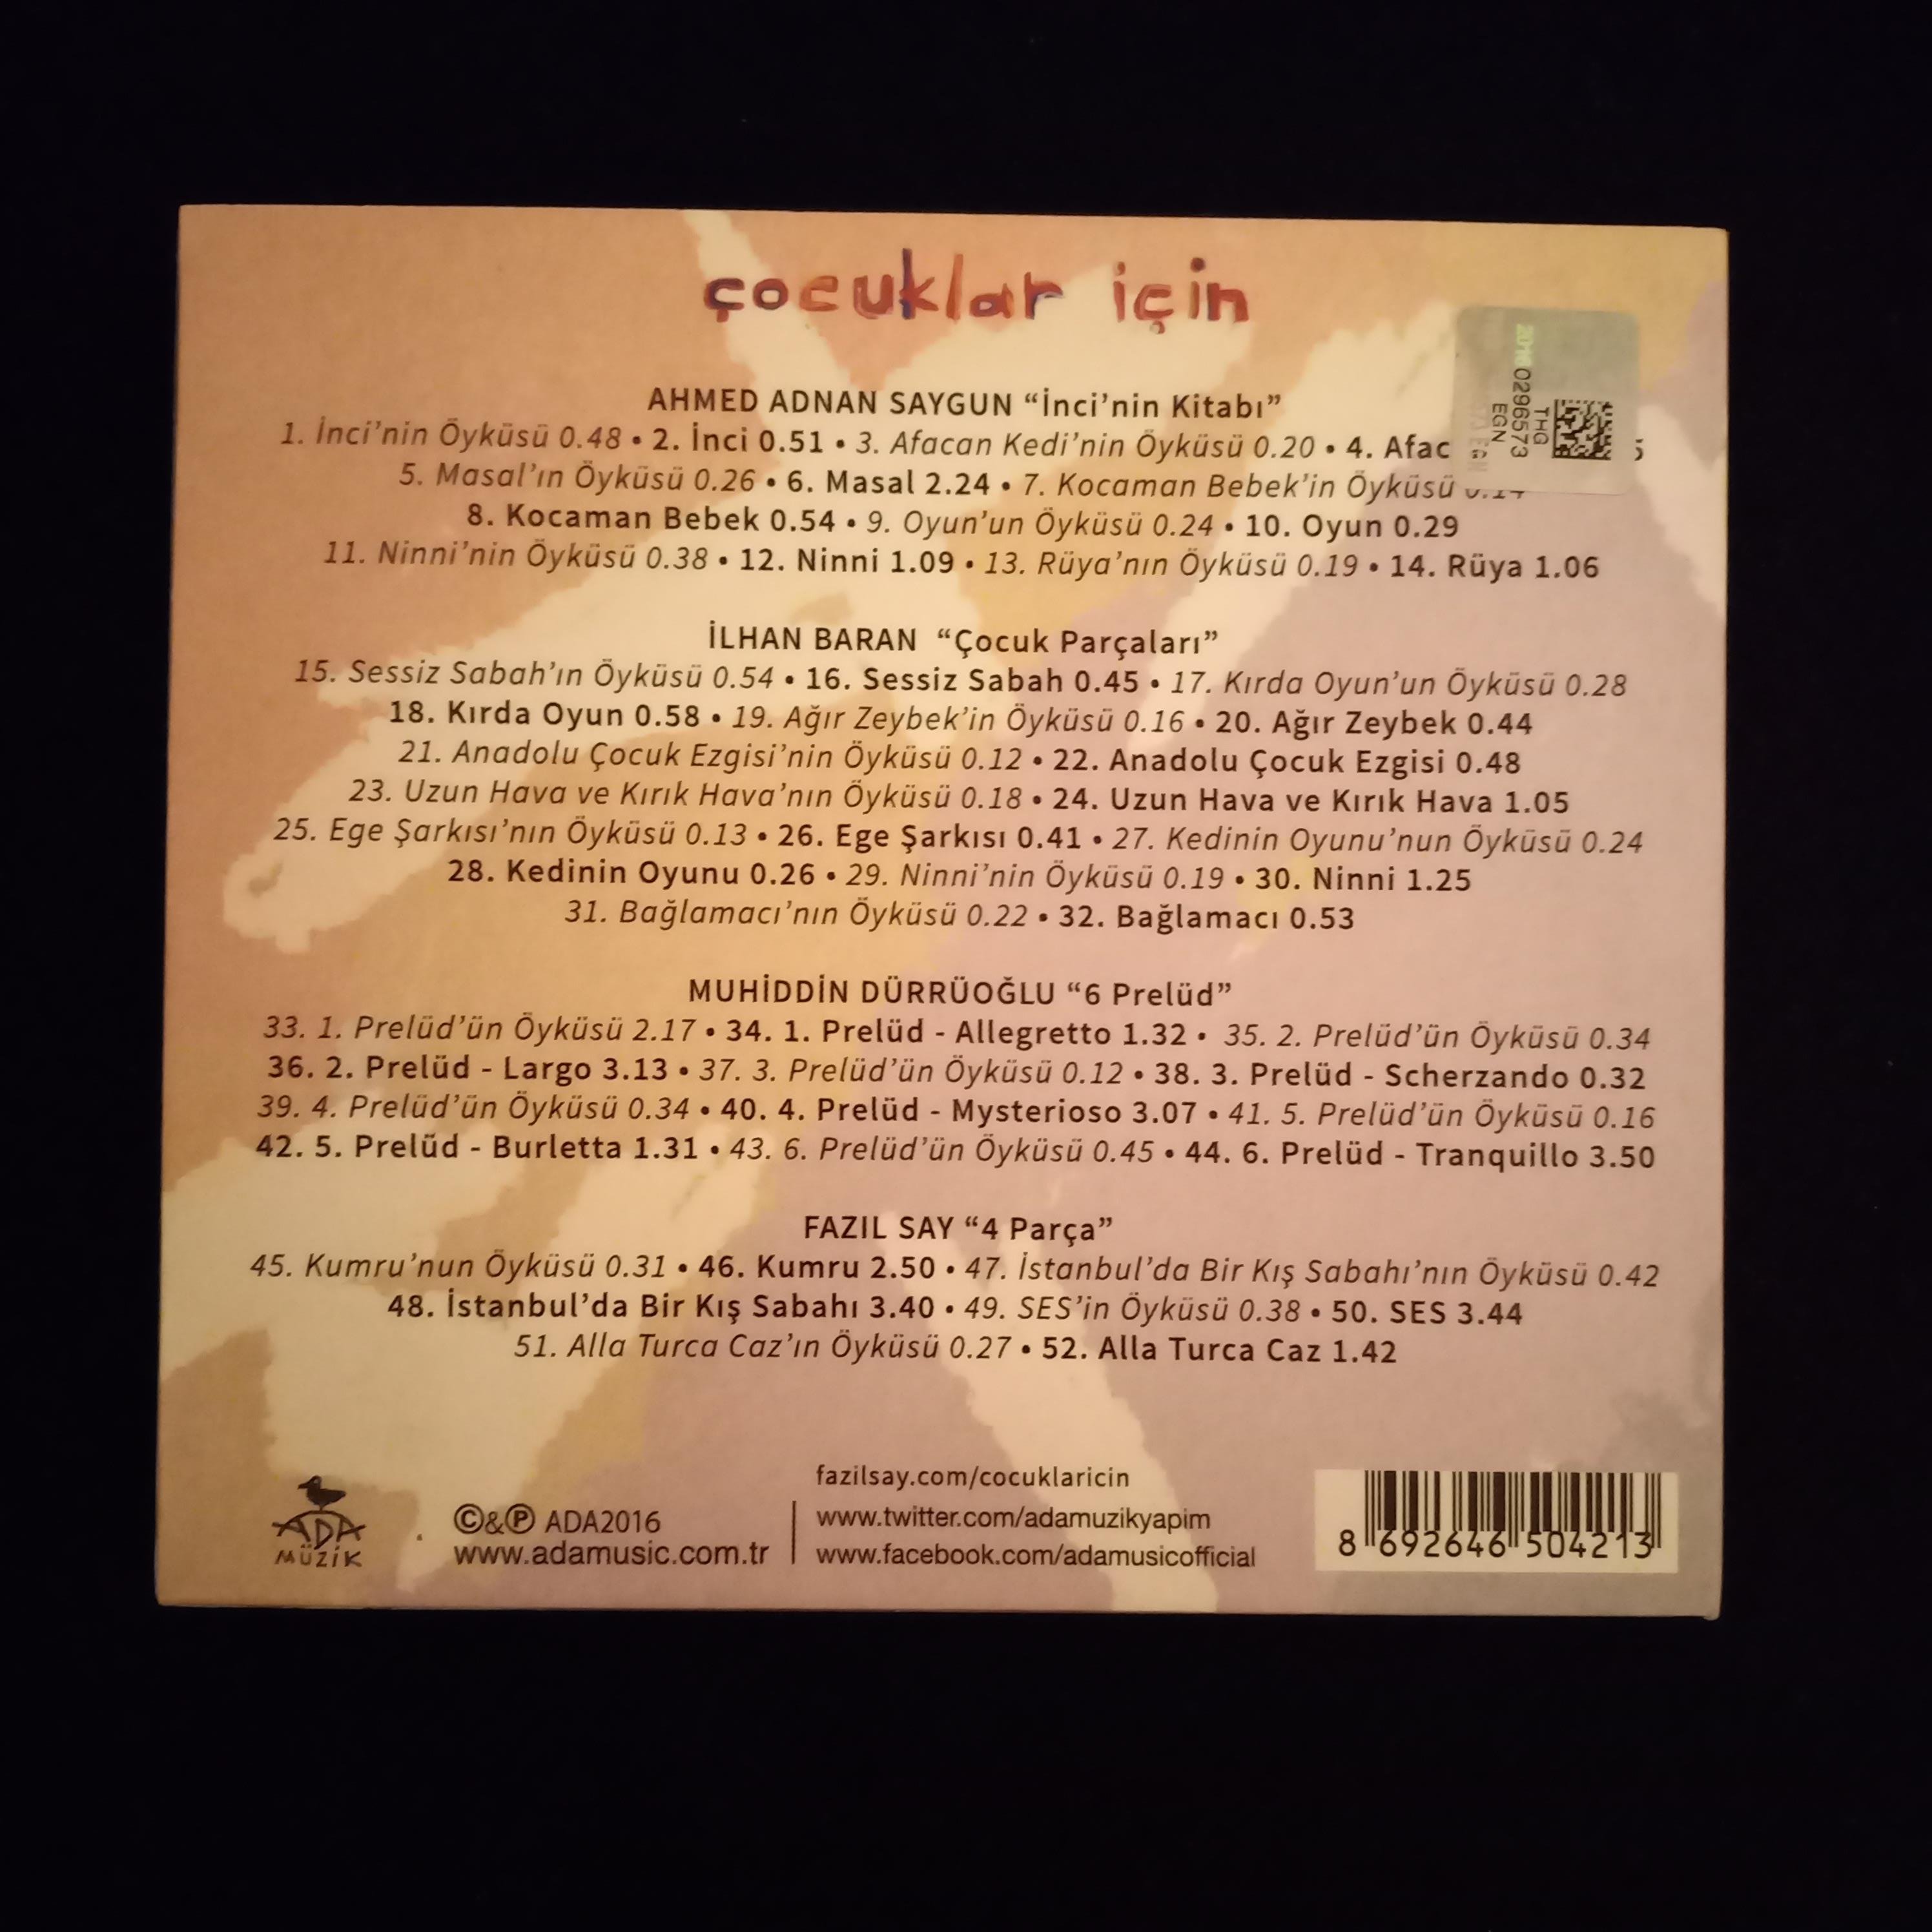 çocuklar için
AHMED ADNAN SAYGUN “İnci’nin Kitabı”
1. İnci’nin Öyküsü 0.48 • 2. İnci 0.51 • 3. Afacan Kedi’nin Öyküsü 0.20 • 4.
5. Masal’ın Öyküsü 0.26 • 6. Masal 2.24 • 7. Kocaman Bebek’in Öyküsü
8. Kocaman Bebek 0.54 • 9. Oyun’un Öyküsü 0.24 • 10. Oyun 0.29
11. Ninni’nin Öyküsü 0.38 • 12. Ninni 1.09 • 13. Rüya’nın Öyküsü 0.19 • 14. Rüya 1.06
2016 0296573
THG
EGN
İLHAN BARAN “Çocuk Parçaları”
15. Sessiz Sabah’ın Öyküsü 0.54 • 16. Sessiz Sabah 0.45 • 17. Kırda Oyun’un Öyküsü 0.28
18. Kırda Oyun 0.58 • 19. Ağır Zeybek’in Öyküsü 0.16 • 20. Ağır Zeybek 0.44
21. Anadolu Çocuk Ezgisi’nin Öyküsü 0.12 • 22. Anadolu Çocuk Ezgisi 0.48
23. Uzun Hava ve Kırık Hava’nın Öyküsü 0.18 • 24. Uzun Hava ve Kırık Hava 1.05
25. Ege Şarkısı’nın Öyküsü 0.13 • 26. Ege Şarkısı 0.41 • 27. Kedinin Oyunu’nun Öyküsü 0.24
28. Kedinin Oyunu 0.26 • 29. Ninni’nin Öyküsü 0.19 • 30. Ninni 1.25
31. Bağlamacı’nın Öyküsü 0.22 • 32. Bağlamacı 0.53
MUHİDDİN DÜRRÜOĞLU “6 Prelüd”
33. 1. Prelüd’ün Öyküsü 2.17 • 34. 1. Prelüd - Allegretto 1.32 • 35. 2. Prelüd’ün Öyküsü 0.34
36. 2. Prelüd - Largo 3.13 • 37. 3. Prelüd’ün Öyküsü 0.12 • 38. 3. Prelüd - Scherzando 0.32
39. 4. Prelüd’ün Öyküsü 0.34 • 40. 4. Prelüd - Mysterioso 3.07 • 41. 5. Prelüd’ün Öyküsü 0.16
42. 5. Prelüd - Burletta 1.31 • 43. 6. Prelüd’ün Öyküsü 0.45 • 44. 6. Prelüd - Tranquillo 3.50
FAZIL SAY “4 Parça”
45. Kumru’nun Öyküsü 0.31 • 46. Kumru 2.50 • 47. İstanbul’da Bir Kış Sabahı’nın Öyküsü 0.42
48. İstanbul’da Bir Kış Sabahı 3.40 • 49. SES’in Öyküsü 0.38 • 50. SES 3.44
51. Alla Turca Caz’ın Öyküsü 0.27 • 52. Alla Turca Caz 1.42
ADA
MÜZİK
©&℗ ADA2016
www.adamusic.com.tr
fazilsay.com/cocuklaricin
www.twitter.com/adamuzikyapim
www.facebook.com/adamusicofficial
8 692646 504213